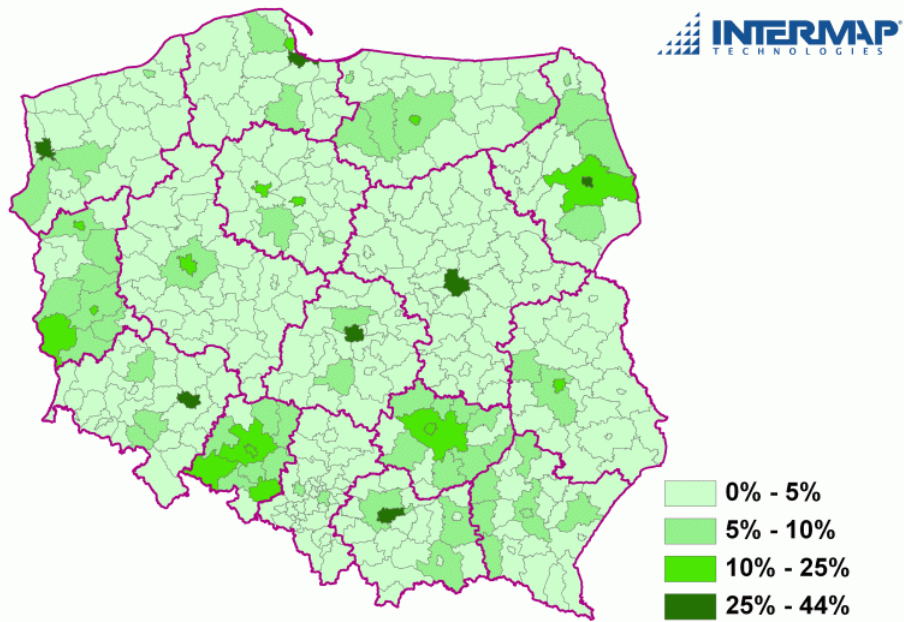 INTERMAP®
TECHNOLOGIES
0% - 5%
5% - 10%
10% - 25%
25% - 44%